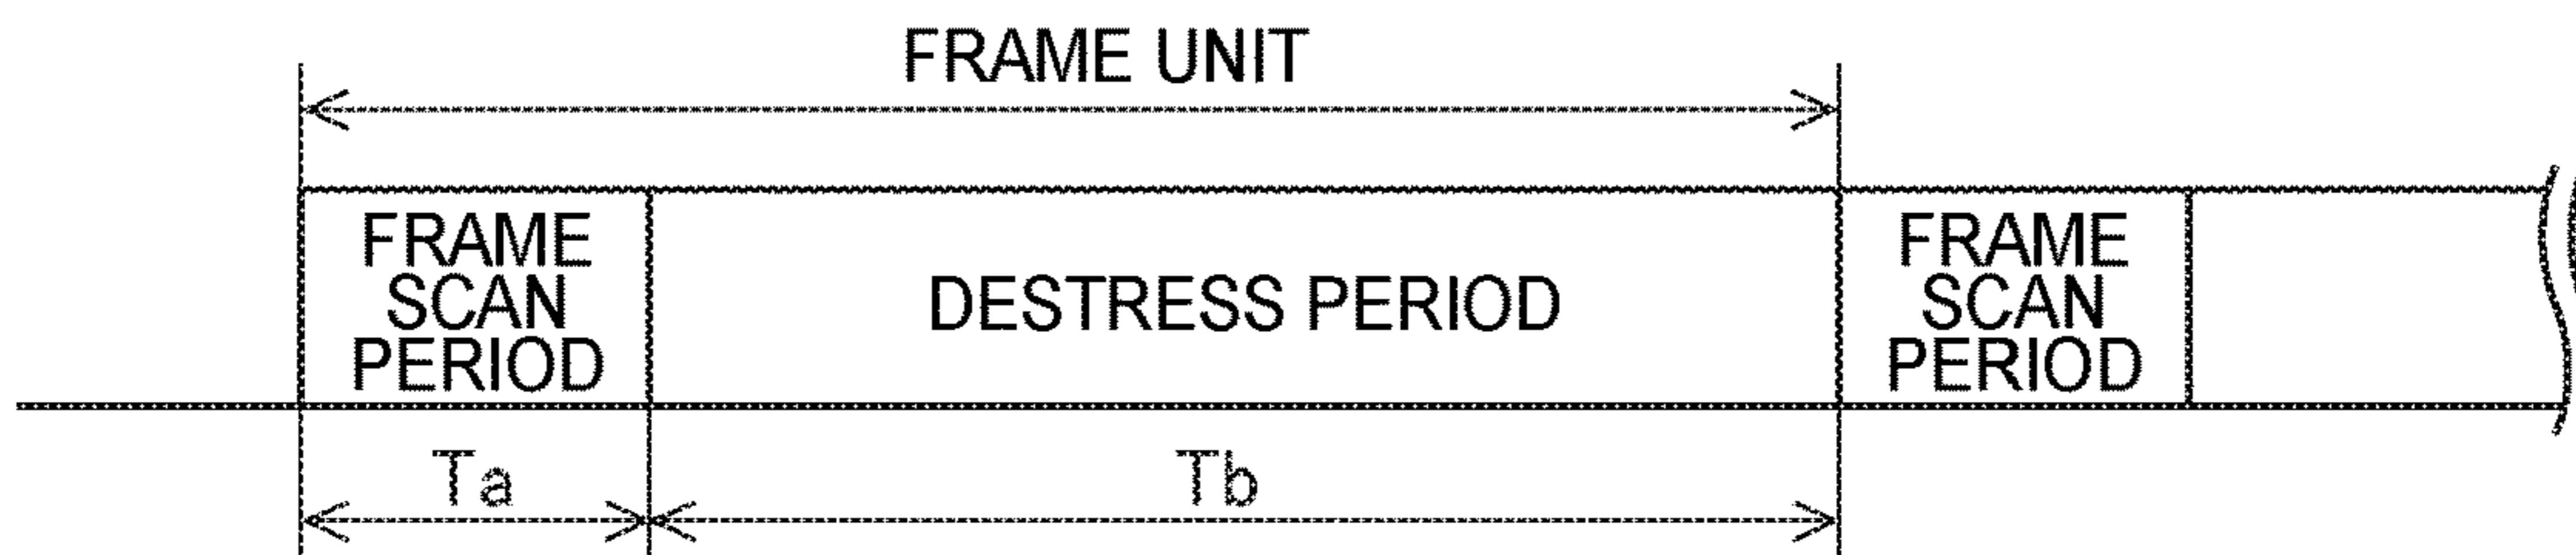 FRAME UNIT
FRAME
SCAN
PERIOD
DESTRESS PERIOD
FRAME
SCAN
PERIOD
Ta
Tb